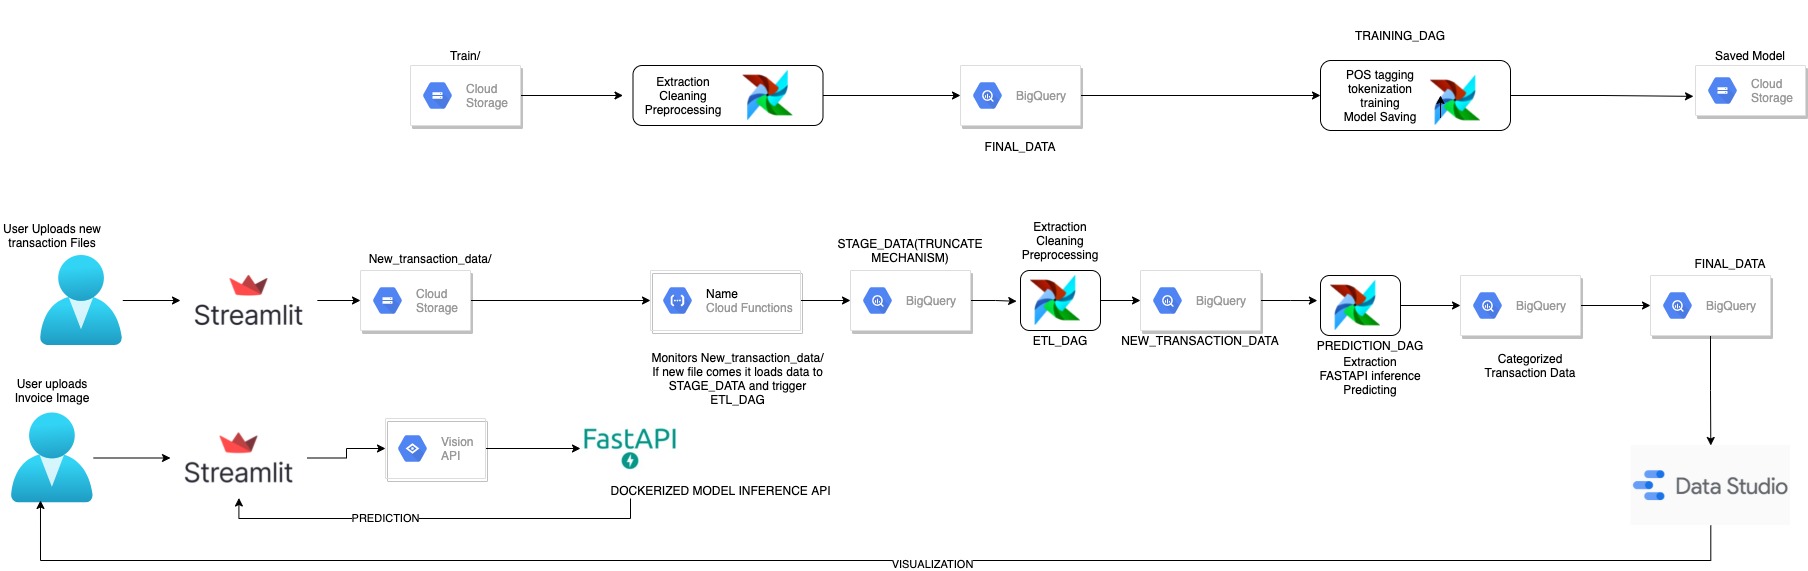 TRAINING_DAG
Train/
Saved Model
Cloud
Storage
Extraction
Cleaning
Preprocessing
BigQuery
POS tagging
tokenization
training
Model Saving
Cloud
Storage
FINAL_DATA
User Uploads new
transaction Files
New_transaction_data/
STAGE_DATA(TRUNCATE
MECHANISM)
Extraction
Cleaning
Preprocessing
FINAL_DATA
Streamlit
Cloud
Storage
Name
Cloud Functions
BigQuery
BigQuery
BigQuery
BigQuery
ETL_DAG
NEW_TRANSACTION_DATA
PREDICTION_DAG
Extraction
FASTAPI inference
Predicting
Categorized
Transaction Data
Monitors New_transaction_data/
If new file comes it loads data to
STAGE_DATA and trigger
ETL_DAG
User uploads
Invoice Image
Streamlit
Vision
API
FastAPI
DOCKERIZED MODEL INFERENCE API
PREDICTION
Data Studio
VISUALIZATION